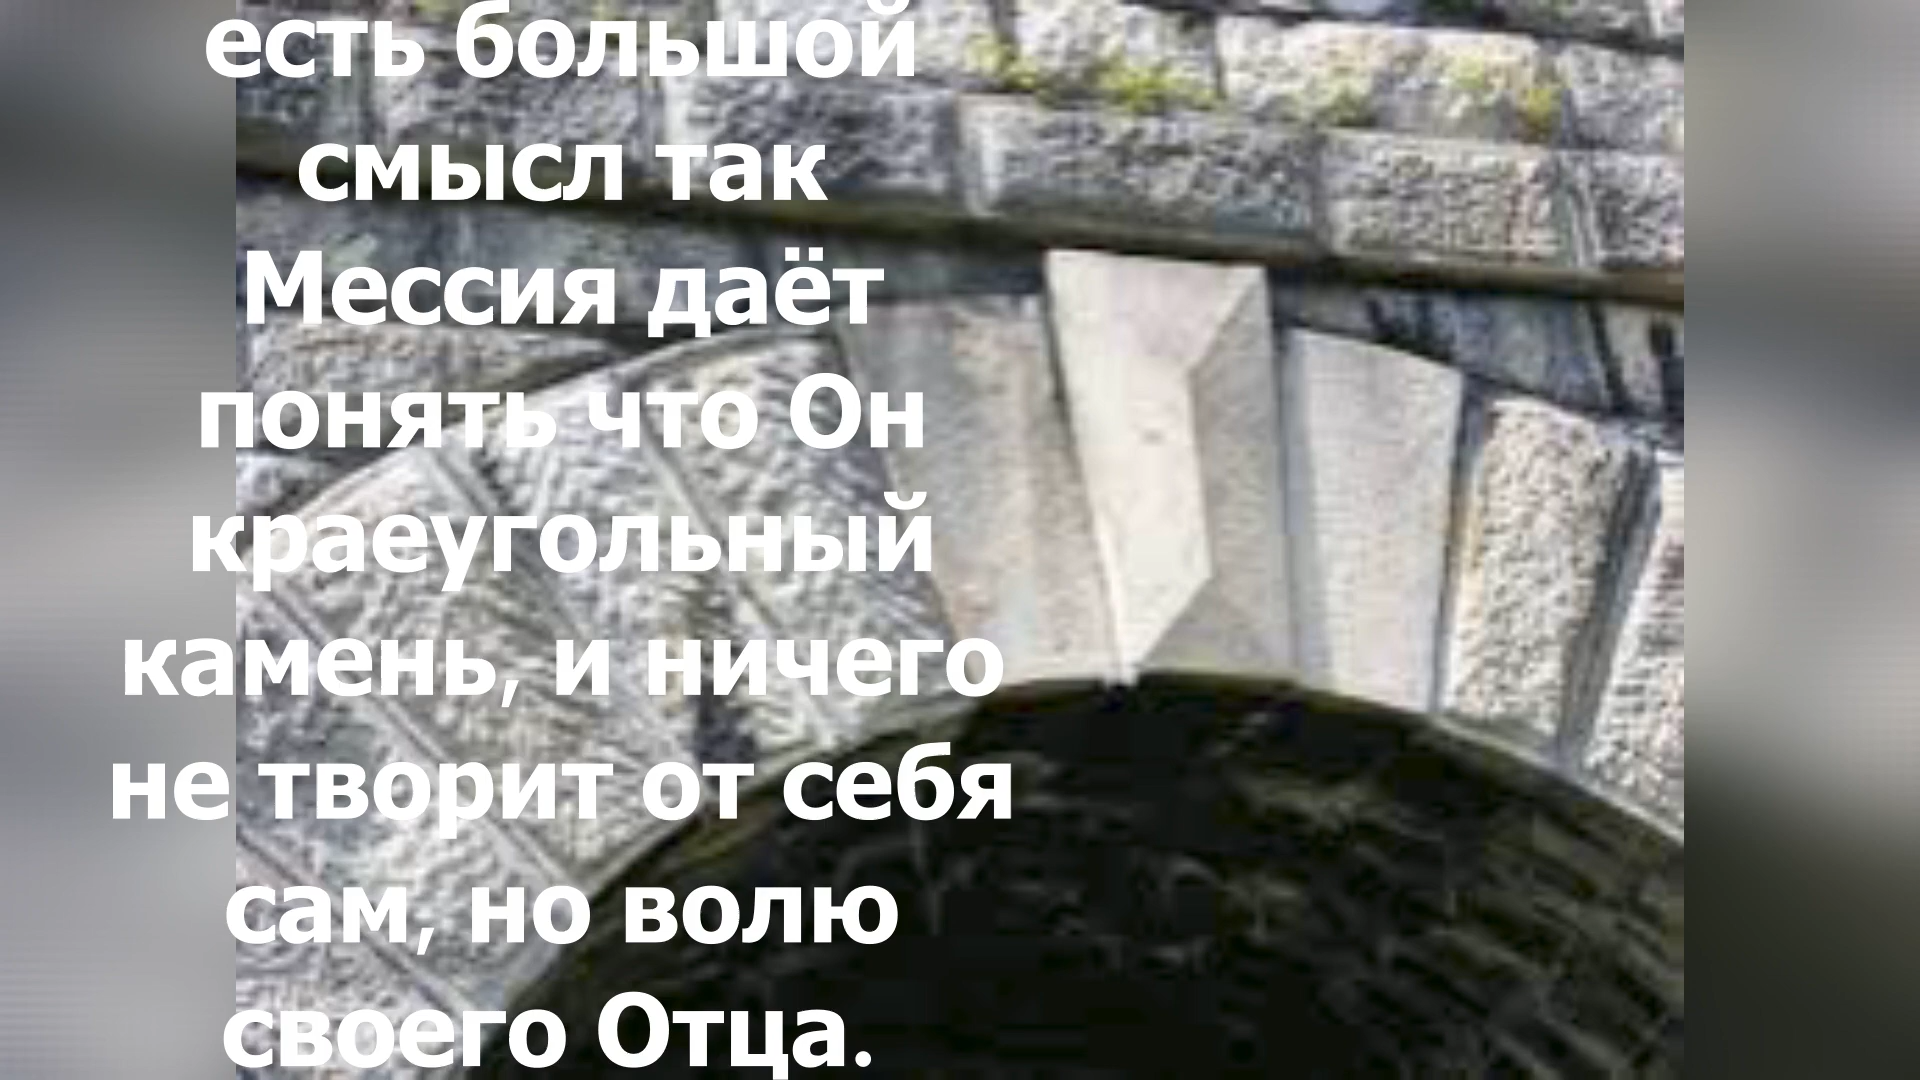 есть большой
смысл так
Мессия даёт
понять что Он
краеугольный
камень, и ничего
не творит от себя
сам, но волю
своего Отца.